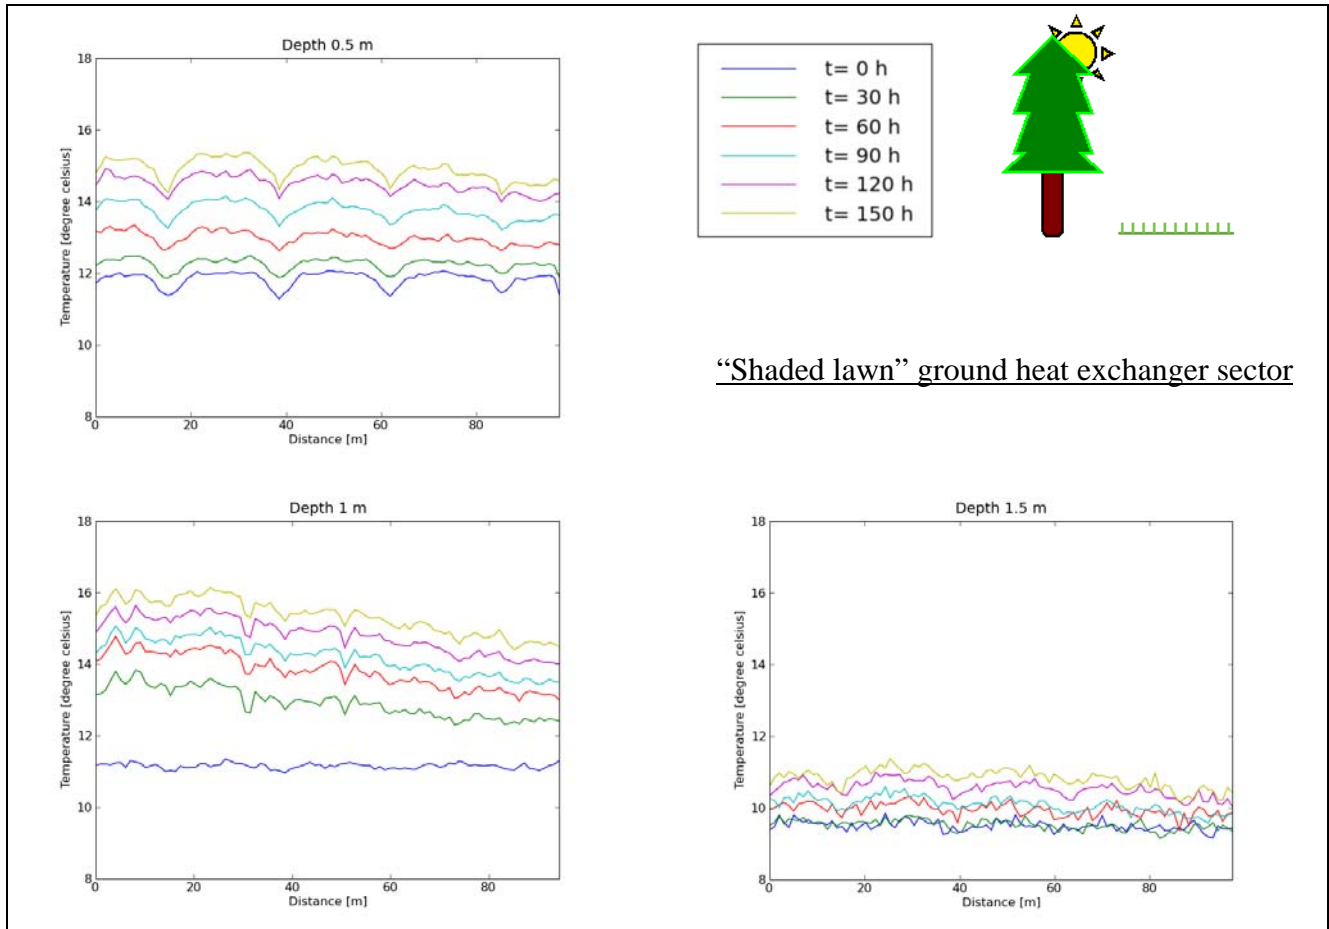 Depth 0.5 m
18
16
14
12
10
8
0
20
40
60
80
Temperature [degree celsius]
Distance [m]
t= 0 h
t= 30 h
t= 60 h
t= 90 h
t= 120 h
t= 150 h
“Shaded lawn” ground heat exchanger sector
Depth 1 m
18
16
14
12
10
8
0
20
40
60
80
Temperature [degree celsius]
Distance [m]
Depth 1.5 m
18
16
14
12
10
8
0
20
40
60
80
Temperature [degree celsius]
Distance [m]